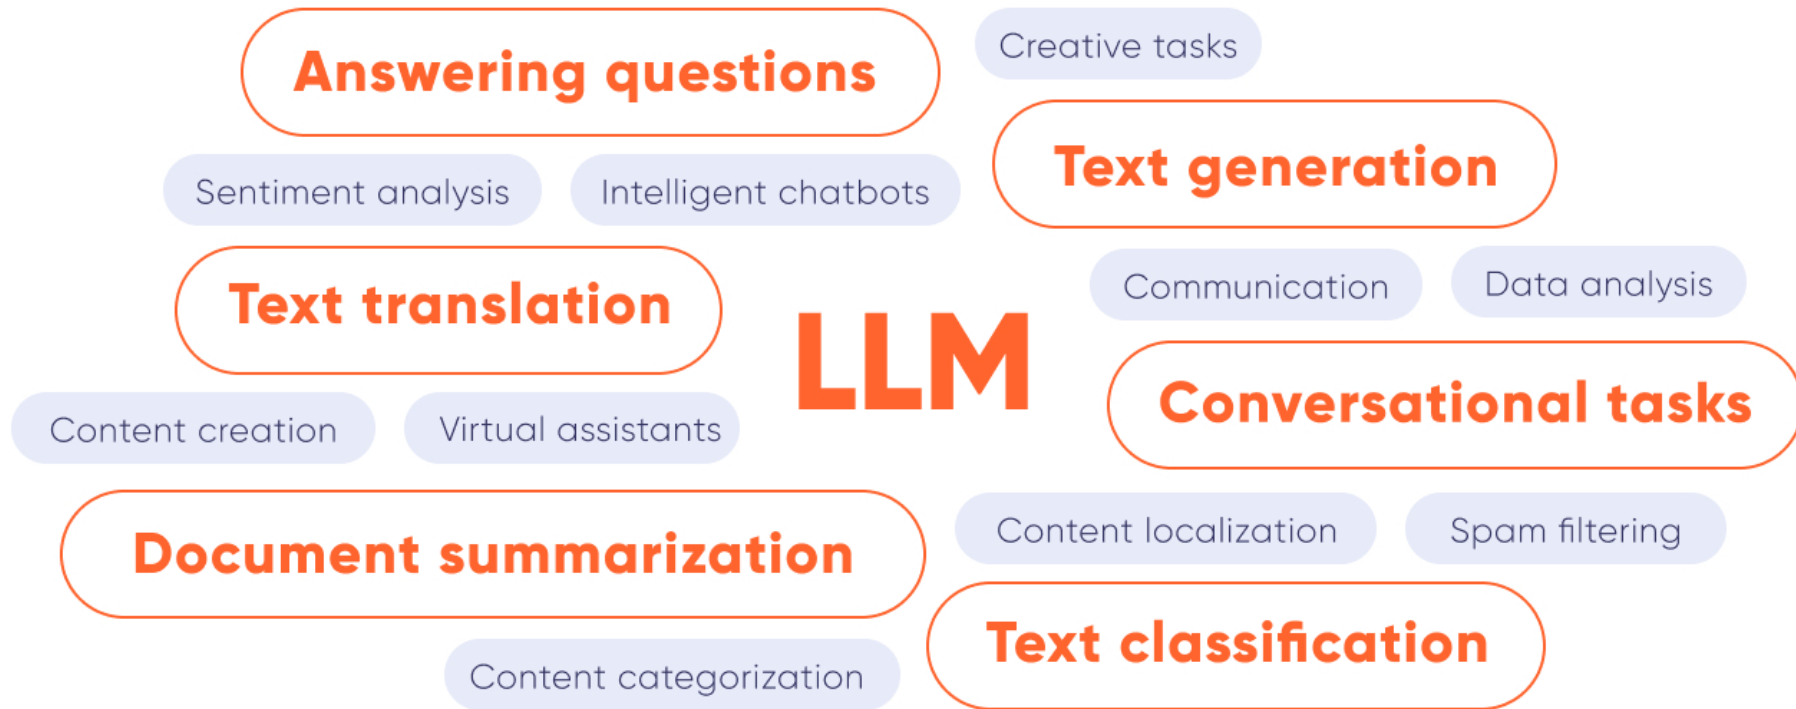 Answering questions
Creative tasks
Text generation
Sentiment analysis
Intelligent chatbots
Text translation
Communication
Data analysis
LLM
Conversational tasks
Content creation
Virtual assistants
Document summarization
Content localization
Spam filtering
Text classification
Content categorization